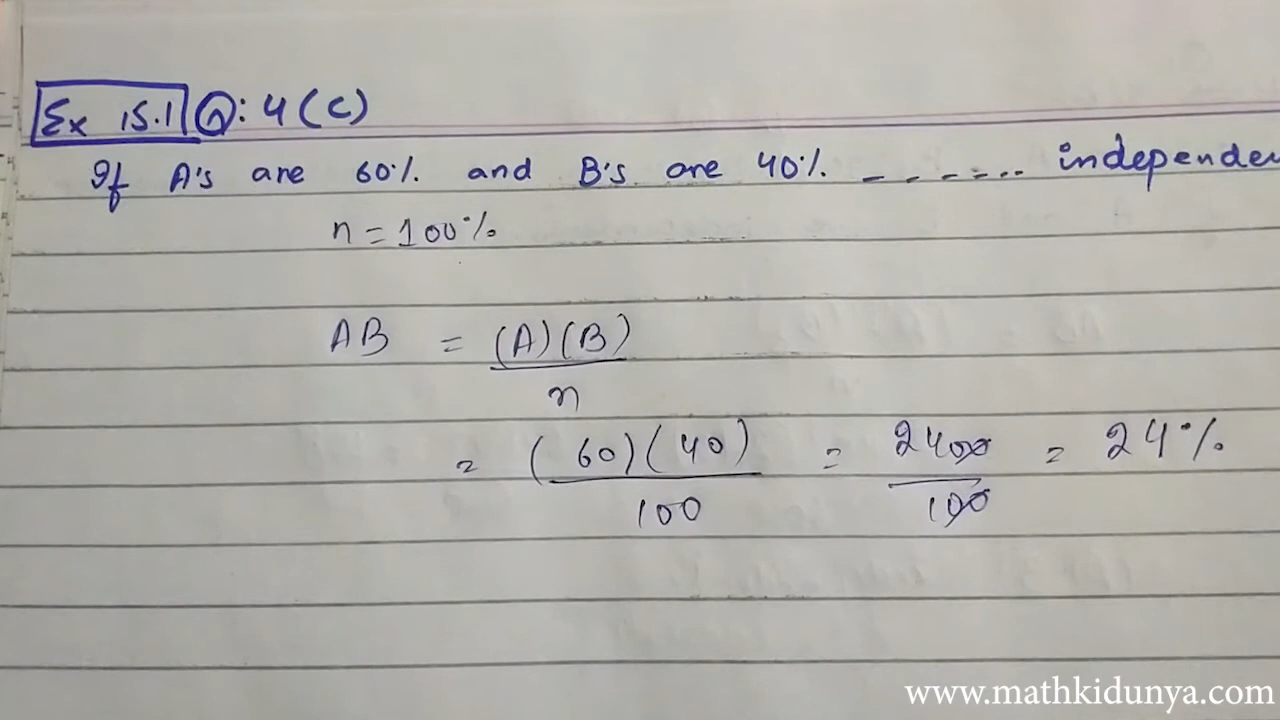 Ex 15.1 Q: 4 (C)
If A's are 60% and B's are 40% - - - - - .. independen
n = 100%
AB = (A)(B)
n
= (60)(40) = 2400 = 24%
100 100
www.mathkidunya.com